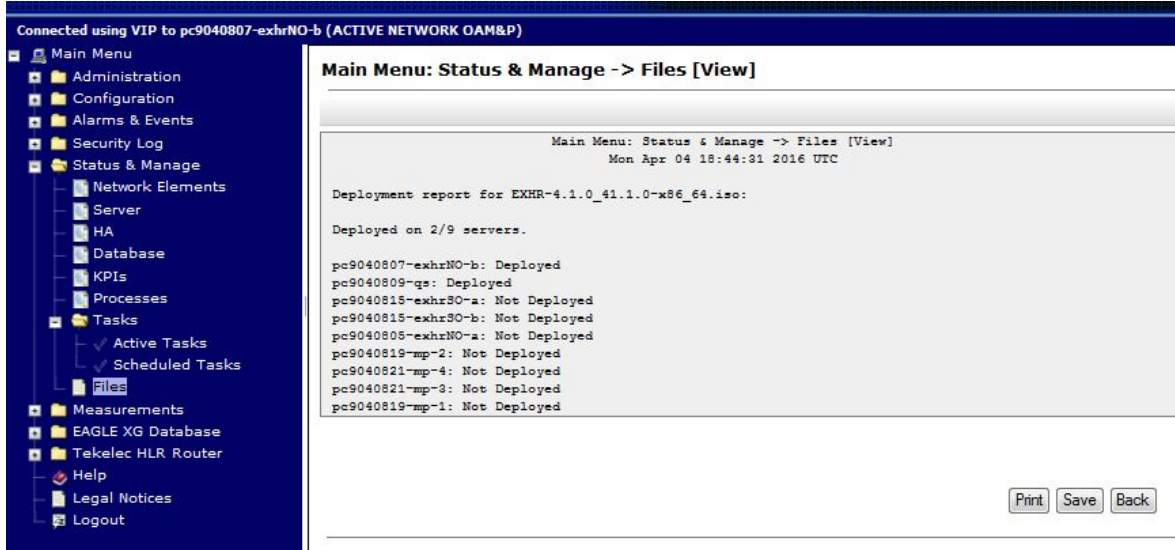 Connected using VIP to pc9040807-exhrNO-b (ACTIVE NETWORK OAM&P)
Main Menu
Administration
Configuration
Alarms & Events
Security Log
Status & Manage
Network Elements
Server
HA
Database
KPIs
Processes
Tasks
Active Tasks
Scheduled Tasks
Files
Measurements
EAGLE XG Database
Tekelec HLR Router
Help
Legal Notices
Logout
Main Menu: Status & Manage -> Files [View]
Main Menu: Status & Manage -> Files [View]
Mon Apr 04 18:44:31 2016 UTC
Deployment report for EXHR-4.1.0_41.1.0-x86_64.iso:
Deployed on 2/9 servers.
pc9040807-exhrNO-b: Deployed
pc9040809-qs: Deployed
pc9040815-exhrSO-a: Not Deployed
pc9040815-exhrSO-b: Not Deployed
pc9040805-exhrNO-a: Not Deployed
pc9040819-mp-2: Not Deployed
pc9040821-mp-4: Not Deployed
pc9040821-mp-3: Not Deployed
pc9040819-mp-1: Not Deployed
Print Save Back